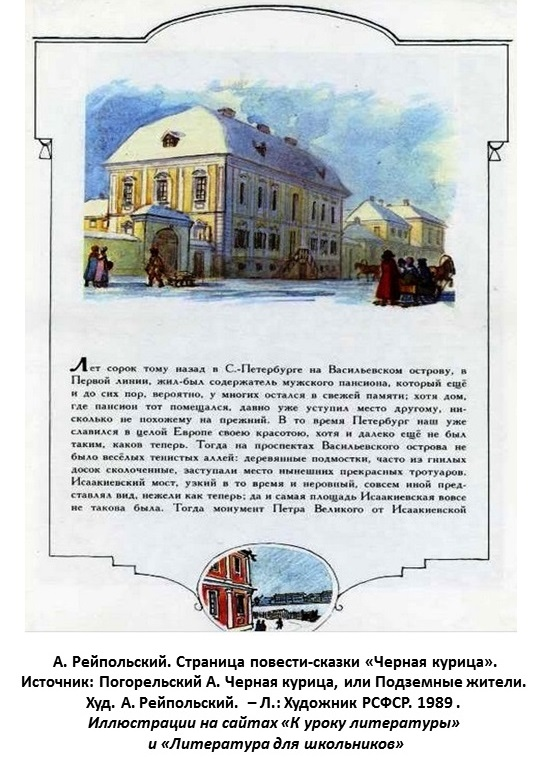 Лет сорок тому назад в С.-Петербурге на Васильевском острову, в
Первой линии, жил-был содержатель мужского пансиона, который ещё
и до сих пор, вероятно, у многих остался в свежей памяти; хотя дом,
где пансион тот помещался, давно уже уступил место другому, ни-
сколько не похожему на прежний. В то время Петербург наш уже
славился в целой Европе своею красотою, хотя и далеко ещё не был
таким, каков теперь. Тогда на проспектах Васильевского острова не
было весёлых тенистых аллей: деревянные подмостки, часто из гнилых
досок сколоченные, заступали место нынешних прекрасных тротуаров.
Исаакиевский мост, узкий в то время и неровный, совсем иной пред-
ставлял вид, нежели как теперь; да и самая площадь Исаакиевская вовсе
не такова была. Тогда монумент Петра Великого от Исаакиевской
А. Рейпольский. Страница повести-сказки «Черная курица».
Источник: Погорельский А. Черная курица, или Подземные жители.
Худ. А. Рейпольский. – Л.: Художник РСФСР. 1989 .
Иллюстрации на сайтах «К уроку литературы»
и «Литература для школьников»